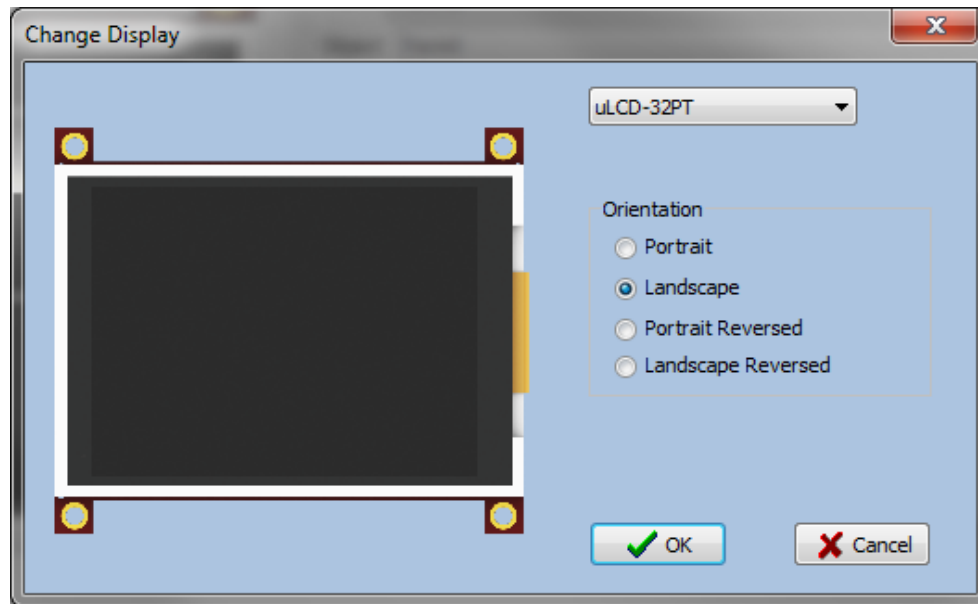 Change Display
uLCD-32PT
Orientation
Portrait
Landscape
Portrait Reversed
Landscape Reversed
OK
Cancel